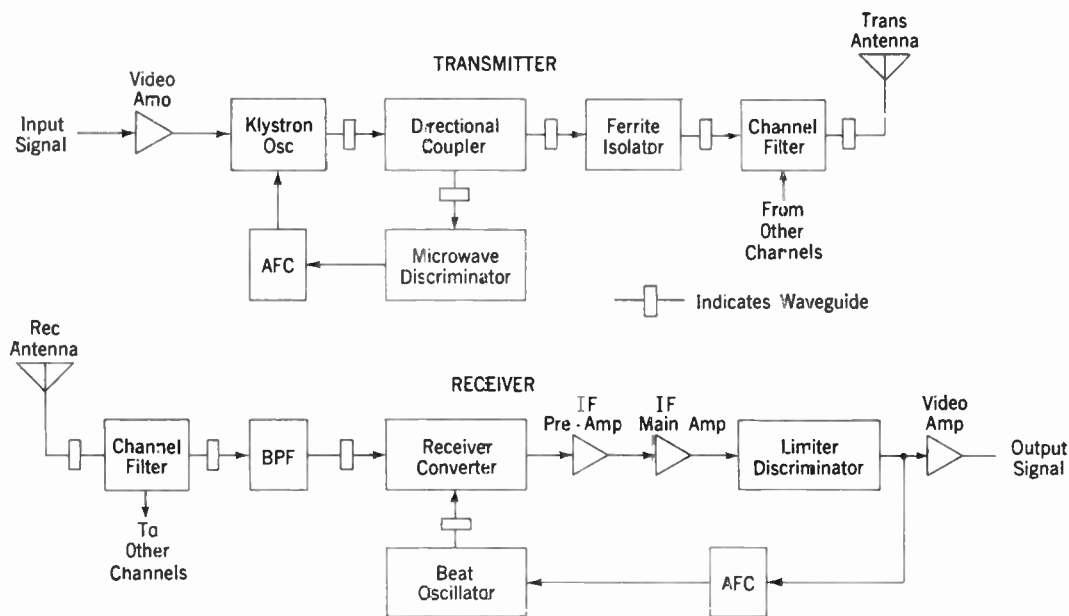 Trans
Antenna
TRANSMITTER
Video
Amo
Input
Signal
Klystron
Osc
Directional
Coupler
Ferrite
Isolator
Channel
Filter
From
Other
Channels
AFC
Microwave
Discriminator
Indicates Waveguide
Rec
Antenna
RECEIVER
IF
Pre-Amp
IF
Main Amp
Video
Amp
Channel
Filter
BPF
Receiver
Converter
Limiter
Discriminator
Output
Signal
To
Other
Channels
Beat
Oscillator
AFC